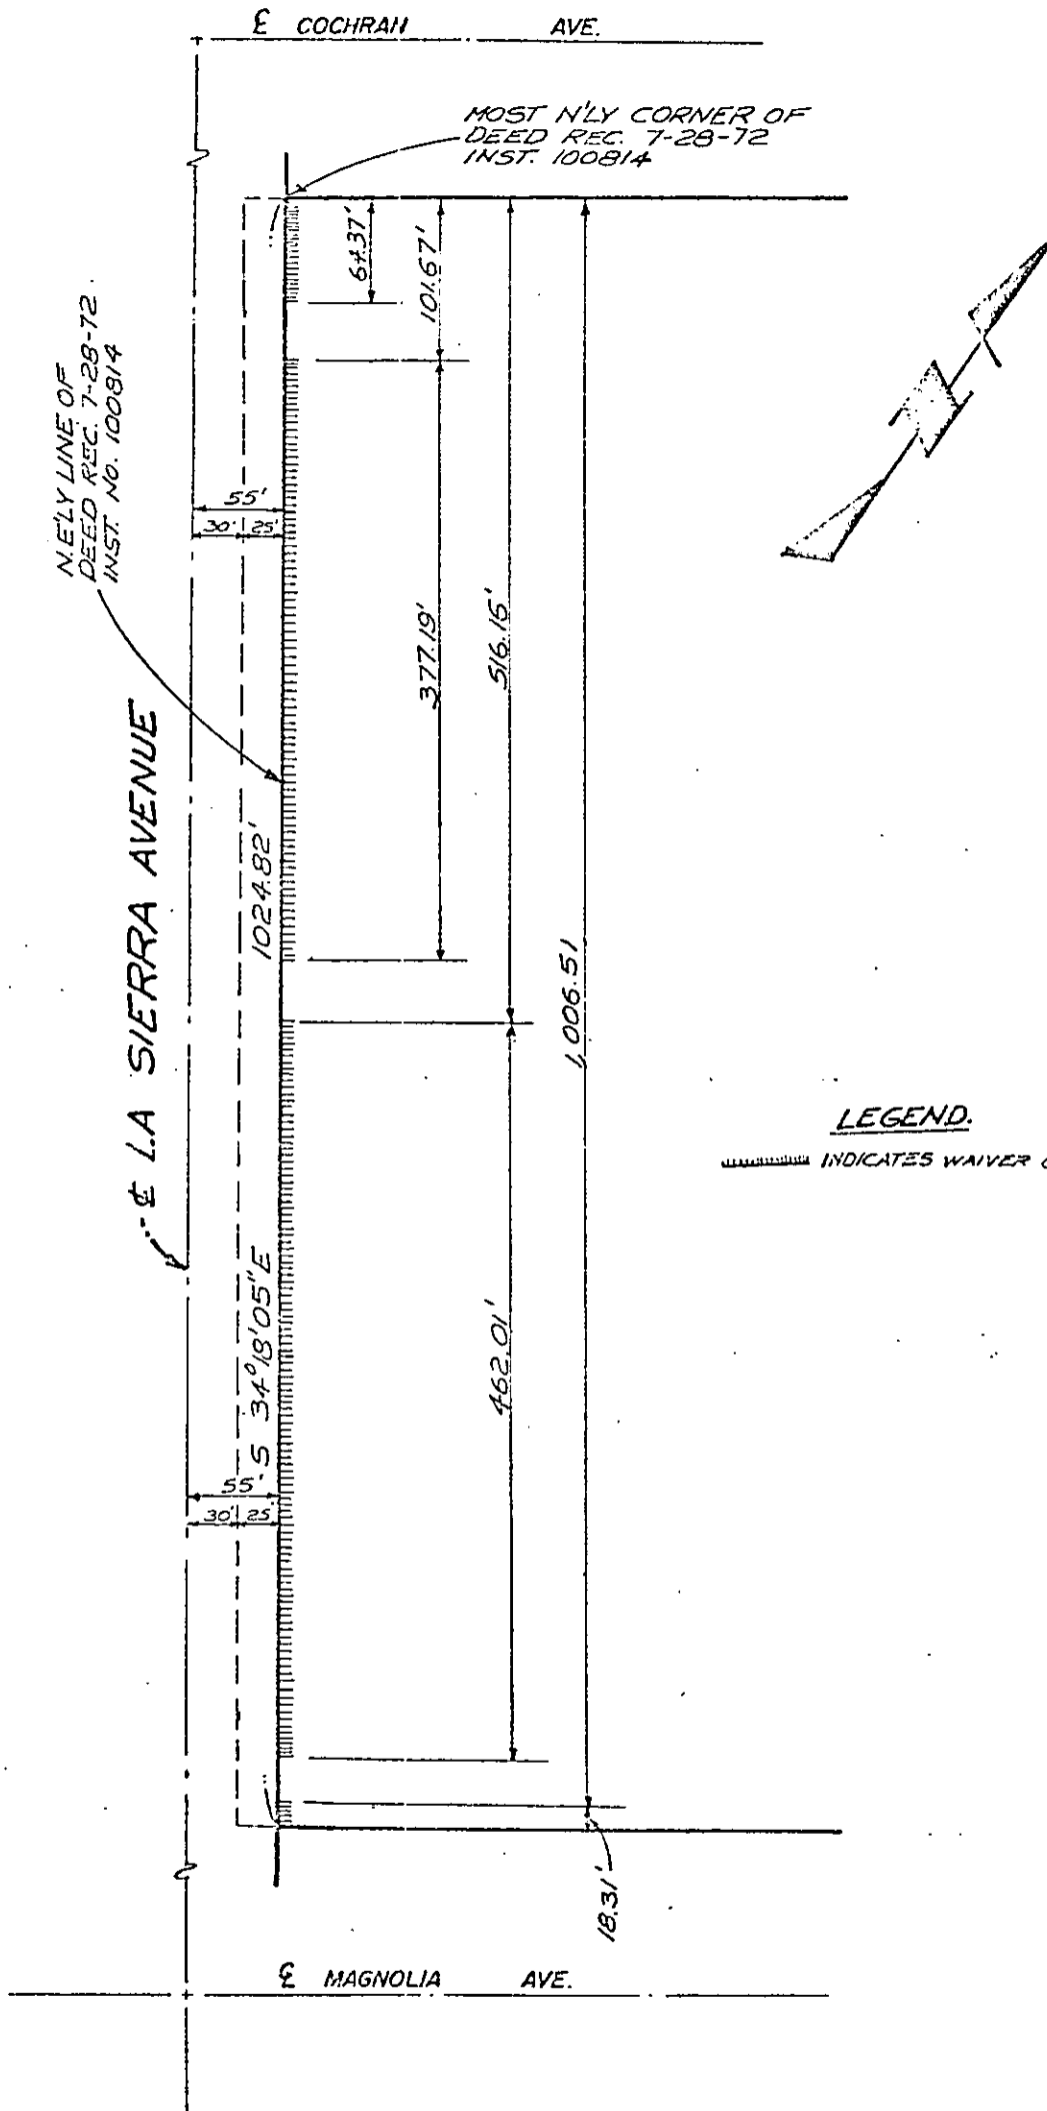 ℄ COCHRAN AVE.
MOST N'LY CORNER OF
DEED REC. 7-28-72
INST. 100814
64.37'
101.67'
N.E'LY LINE OF
DEED REC. 7-28-72.
INST. No. 100814
55'
30' 25'
377.19'
516.16'
℄ LA SIERRA AVENUE
1024.82'
1,006.51
LEGEND.
INDICATES WAIVER
S 34°18'05"E
462.01'
55'
30' 25'
18.31'
℄ MAGNOLIA AVE.